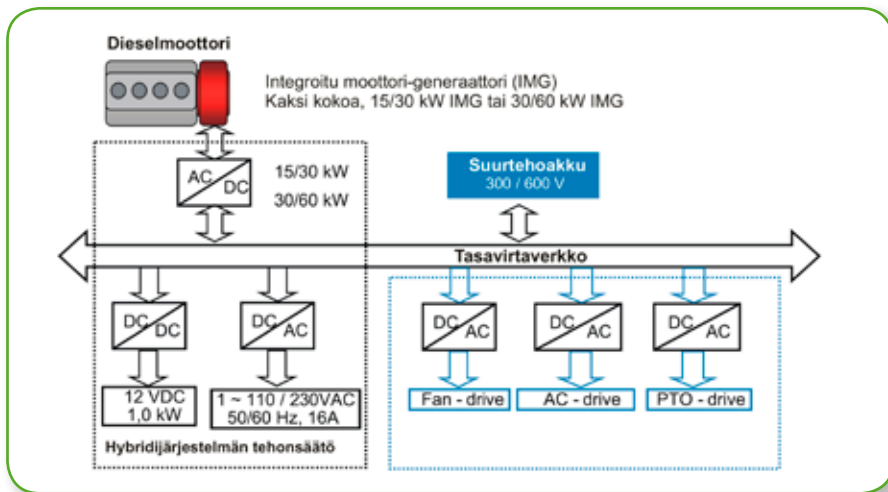 Dieselmoottori
Integroitu moottori-generaattori (IMG)
Kaksi kokoa, 15/30 kW IMG tai 30/60 kW IMG
AC
DC
15/30 kW
30/60 kW
Suurtehoakku
300 / 600 V
Tasavirtaverkko
DC
DC
DC
AC
DC
AC
DC
AC
DC
AC
12 VDC
1,0 kW
1 ~ 110 / 230VAC
50/60 Hz, 16A
Fan - drive
AC - drive
PTO - drive
Hybridijärjestelmän tehonsäätö